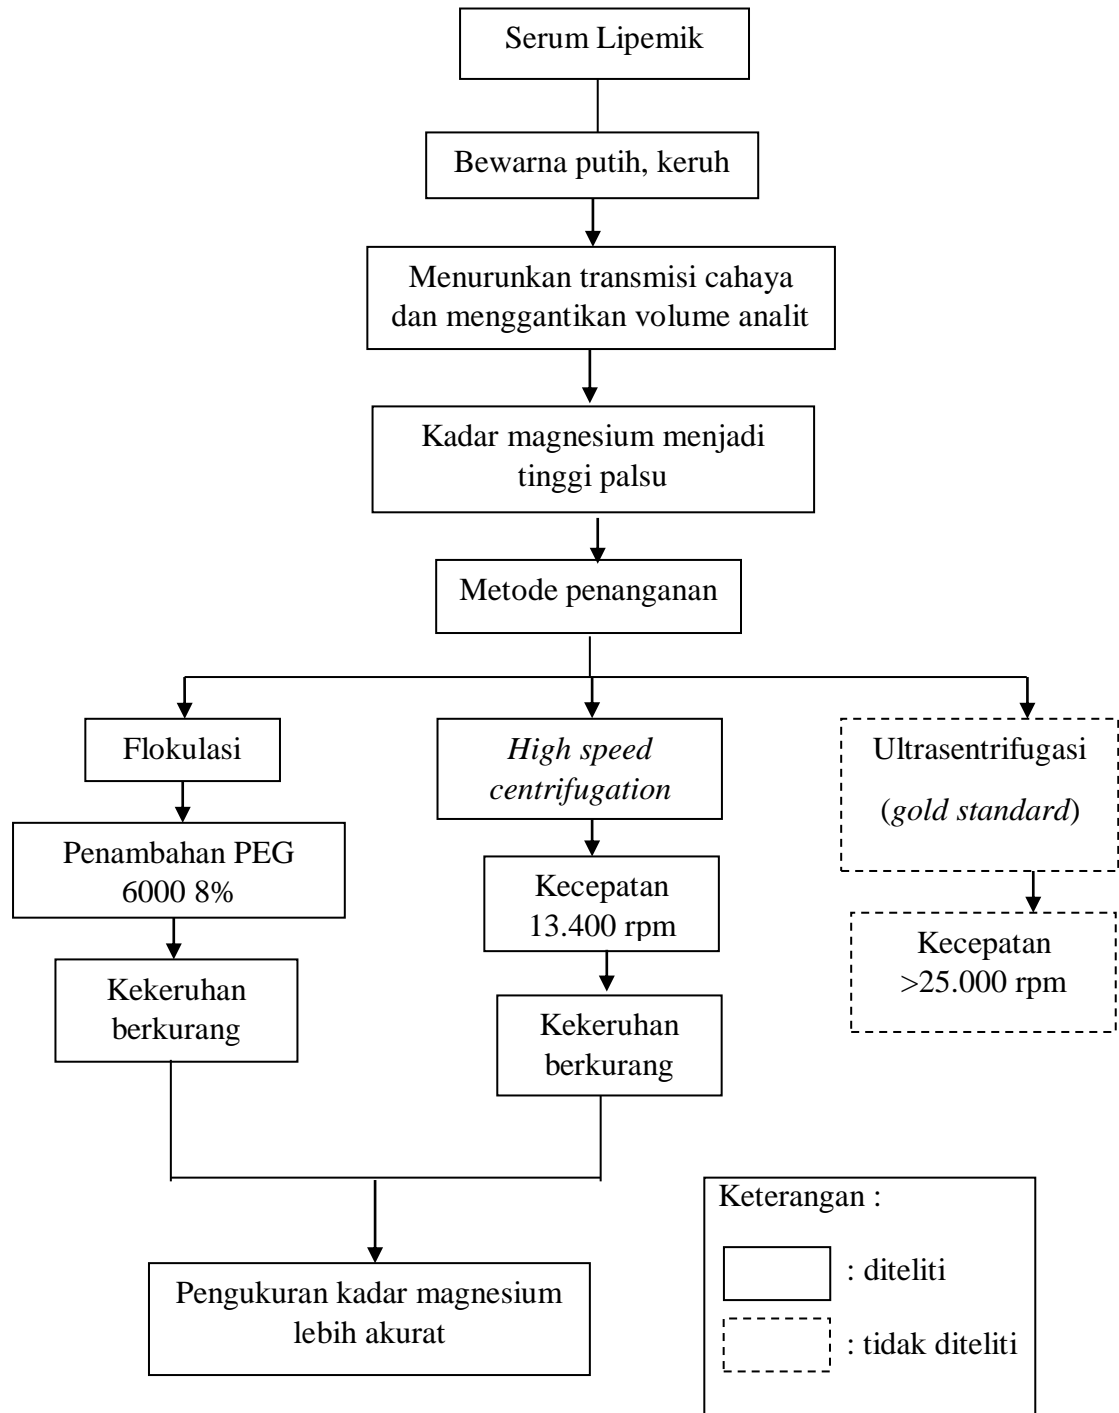 Serum Lipemik
Bewarna putih, keruh
Menurunkan transmisi cahaya
dan menggantikan volume analit
Kadar magnesium menjadi
tinggi palsu
Metode penanganan
Flokulasi
High speed
centrifugation
Ultrasentrifugasi
(gold standard)
Penambahan PEG
6000 8%
Kecepatan
13.400 rpm
Kecepatan
>25.000 rpm
Kekeruhan
berkurang
Kekeruhan
berkurang
Pengukuran kadar magnesium
lebih akurat
Keterangan :
: diteliti
: tidak diteliti